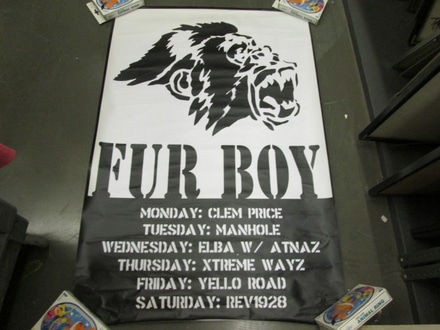 FUR BOY
MONDAY: CLEM PRICE
TUESDAY: MANHOLE
WEDNESDAY: ELBA W/ ATNAZ
THURSDAY: XTREME WAYZ
FRIDAY: YELLO ROAD
SATURDAY: REV1928